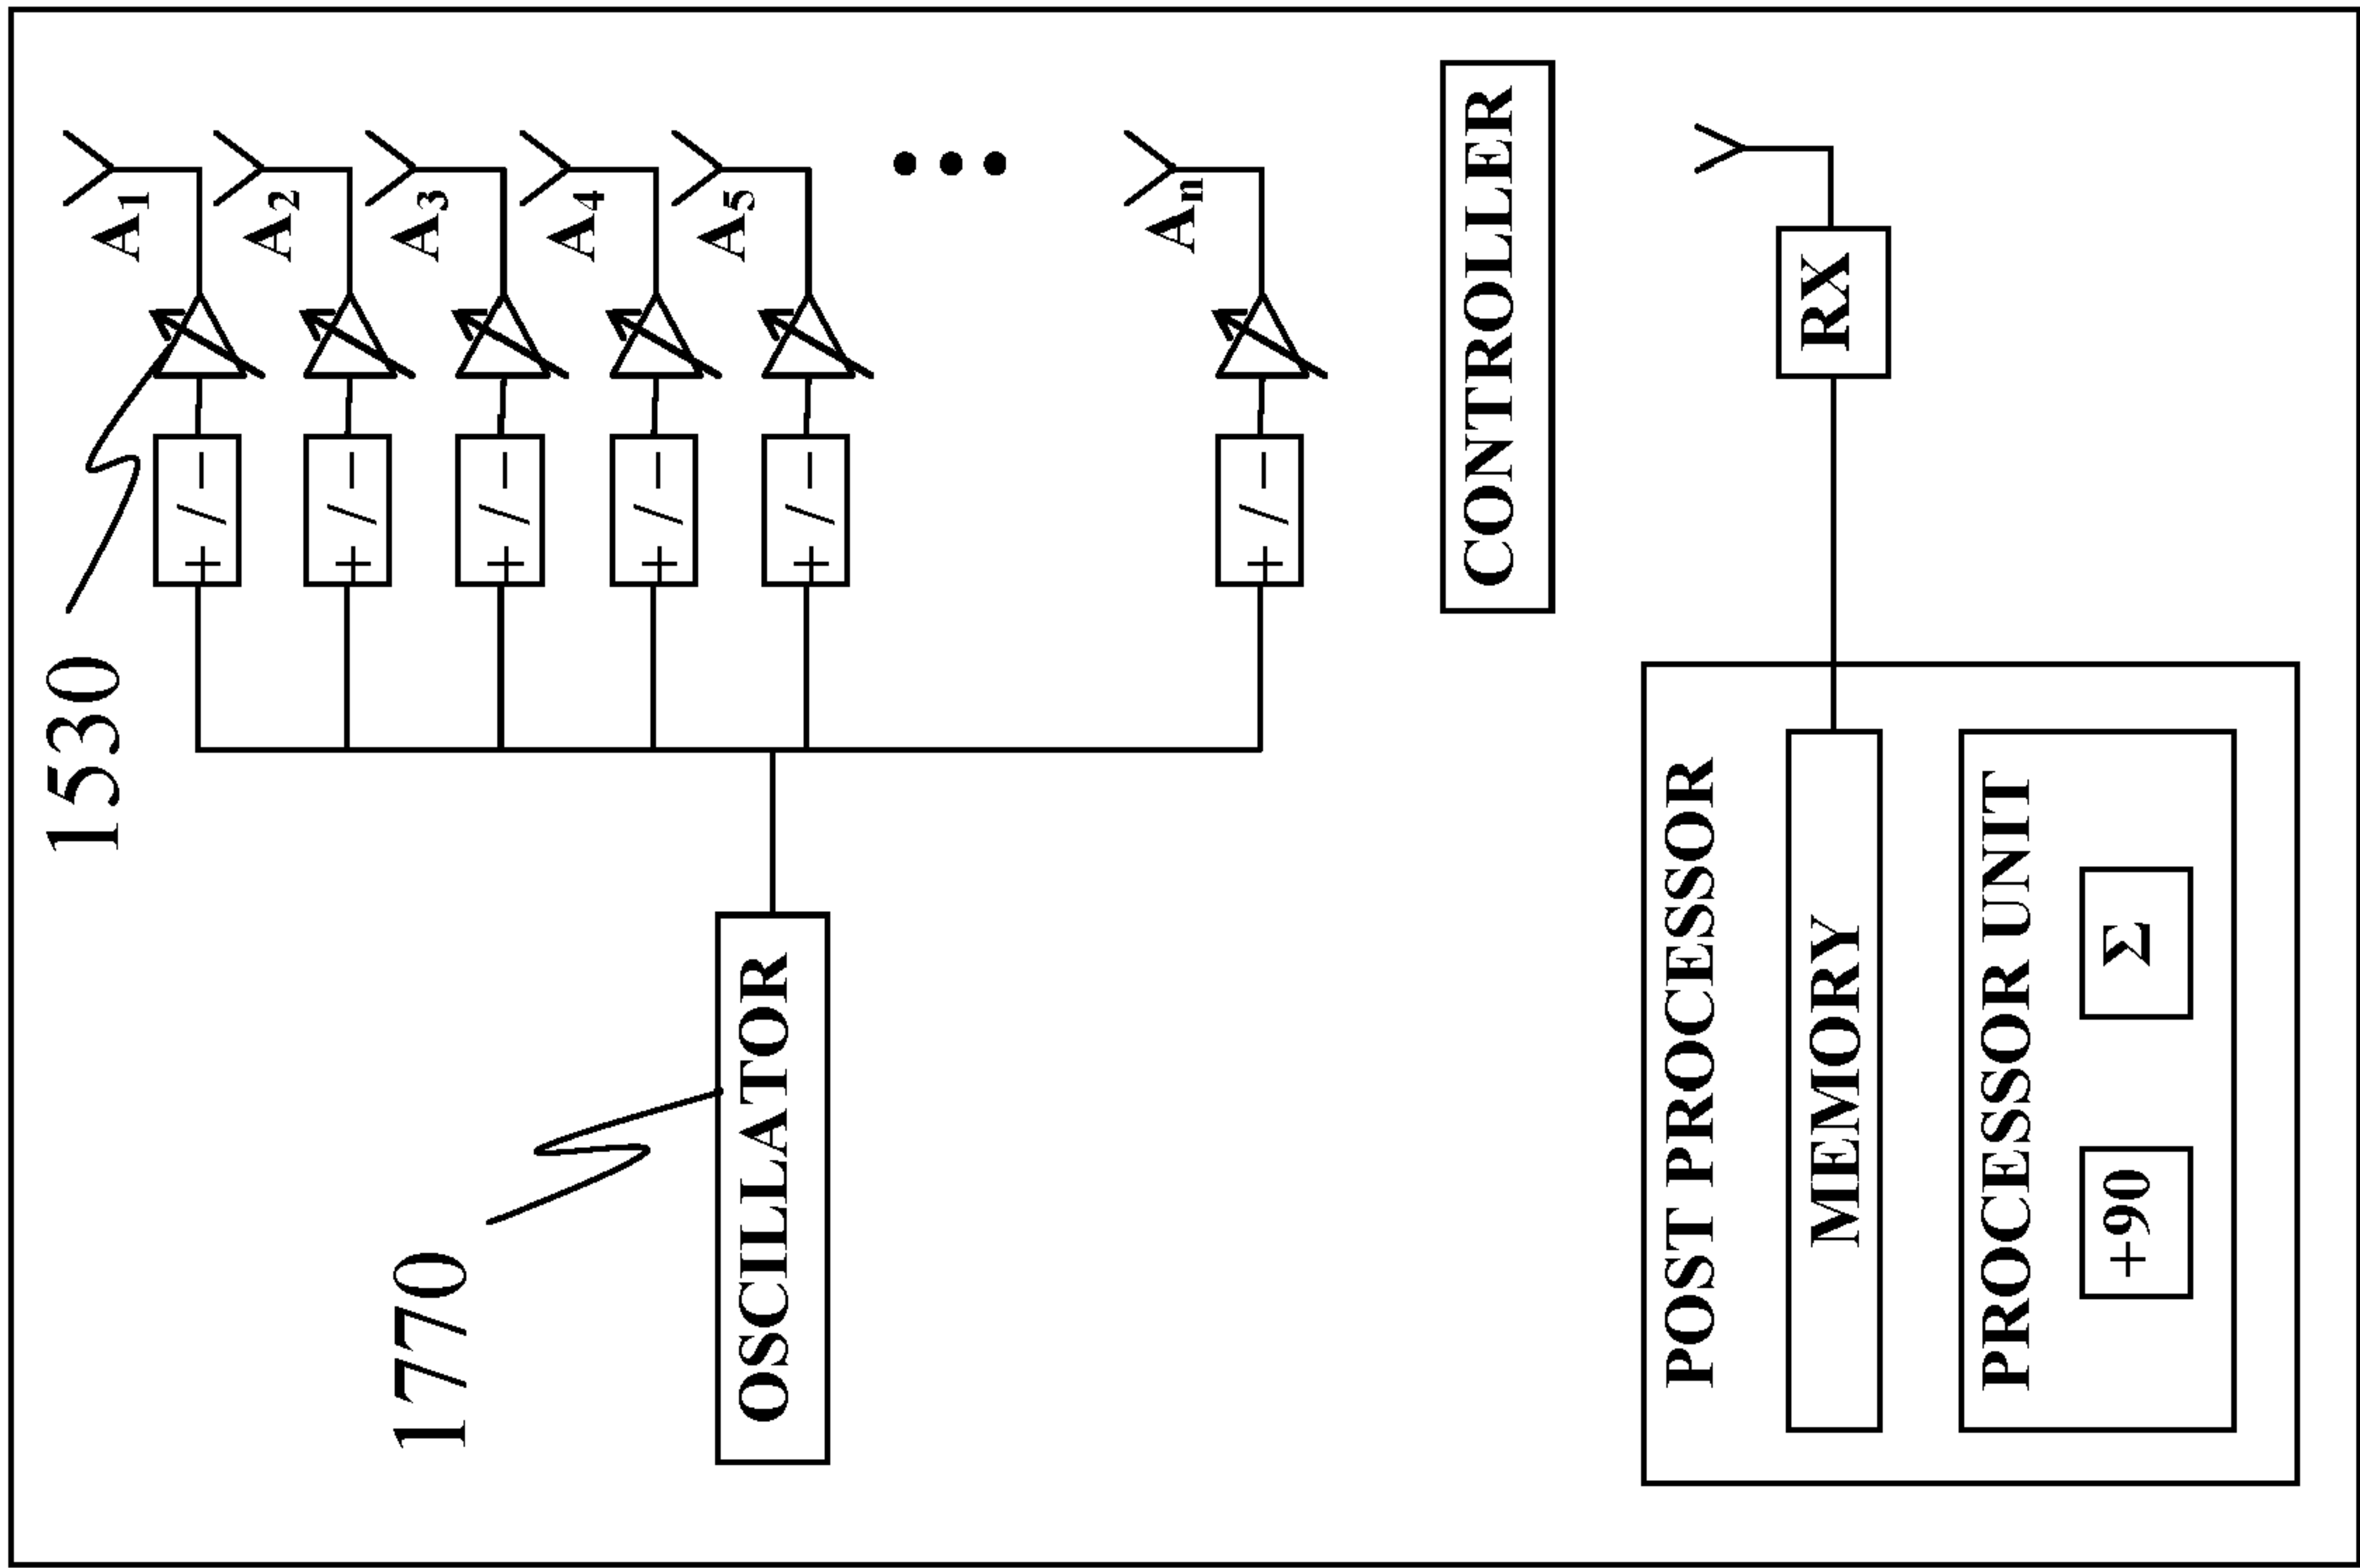 1530
A1
+/−
A2
+/−
1770
A3
+/−
A4
+/−
A5
OSCILLATOR
+/−
•••
An
+/−
CONTROLLER
POST PROCESSOR
MEMORY
RX
PROCESSOR UNIT
+90
Σ